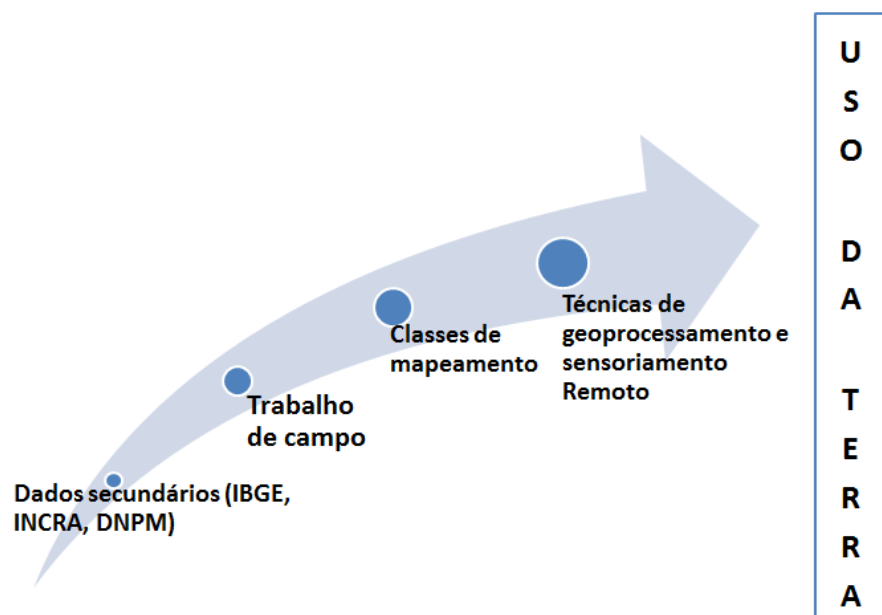 Dados secundários (IBGE,
INCRA, DNPM)
Trabalho
de campo
Classes de
mapeamento
Técnicas de
geoprocessamento e
sensoriamento
Remoto
U
S
O
D
A
T
E
R
R
A